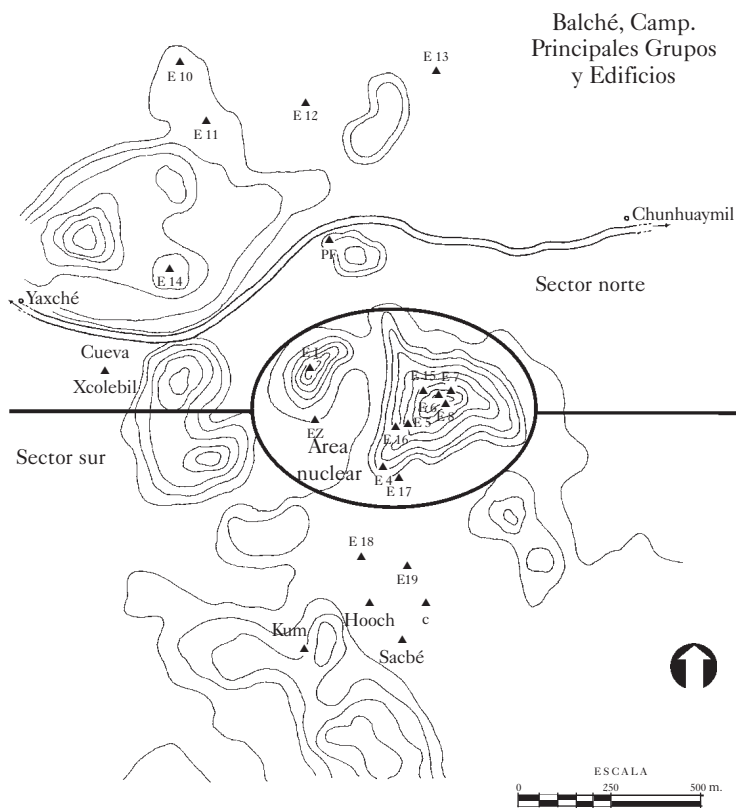 Balché, Camp.
Principales Grupos
y Edificios
E 13
E 10
E 12
E 11
Chunhuaymil
PF
E 14
Sector norte
Yaxché
Cueva
Xcolebil
E 1
E 15 E 7
E 6 E 8
E 5
EZ
E 16
Área
nuclear
Sector sur
E 4
E 17
E 18
E19
Hooch
c
Kum
Sacbé
ESCALA
0 250 500 m.